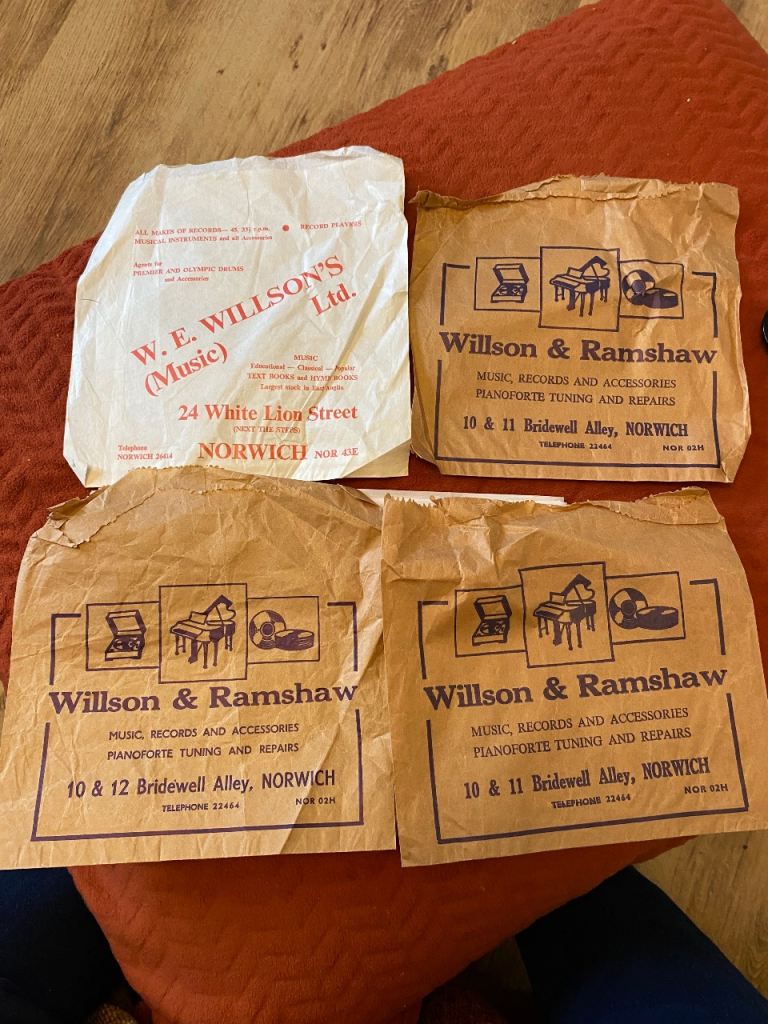 ALL MAKES OF RECORDS— 45, 33⅓ r.p.m. ● RECORD PLAYERS
MUSICAL INSTRUMENTS and all Accessories
Agents for
PREMIER AND OLYMPIC DRUMS
and Accessories
W. E. WILLSON'S
(Music) Ltd.
MUSIC
Educational — Classical — Popular
TEXT BOOKS and HYMN BOOKS
Largest stock in East Anglia
24 White Lion Street
(NEXT THE STEPS)
Telephone
NORWICH 26414 NORWICH NOR 43E
Willson & Ramshaw
MUSIC, RECORDS AND ACCESSORIES
PIANOFORTE TUNING AND REPAIRS
10 & 11 Bridewell Alley, NORWICH
TELEPHONE 22464 NOR 02H
Willson & Ramshaw
MUSIC, RECORDS AND ACCESSORIES
PIANOFORTE TUNING AND REPAIRS
10 & 12 Bridewell Alley, NORWICH
TELEPHONE 22464 NOR 02H
Willson & Ramshaw
MUSIC, RECORDS AND ACCESSORIES
PIANOFORTE TUNING AND REPAIRS
10 & 11 Bridewell Alley, NORWICH
TELEPHONE 22464 NOR 02H